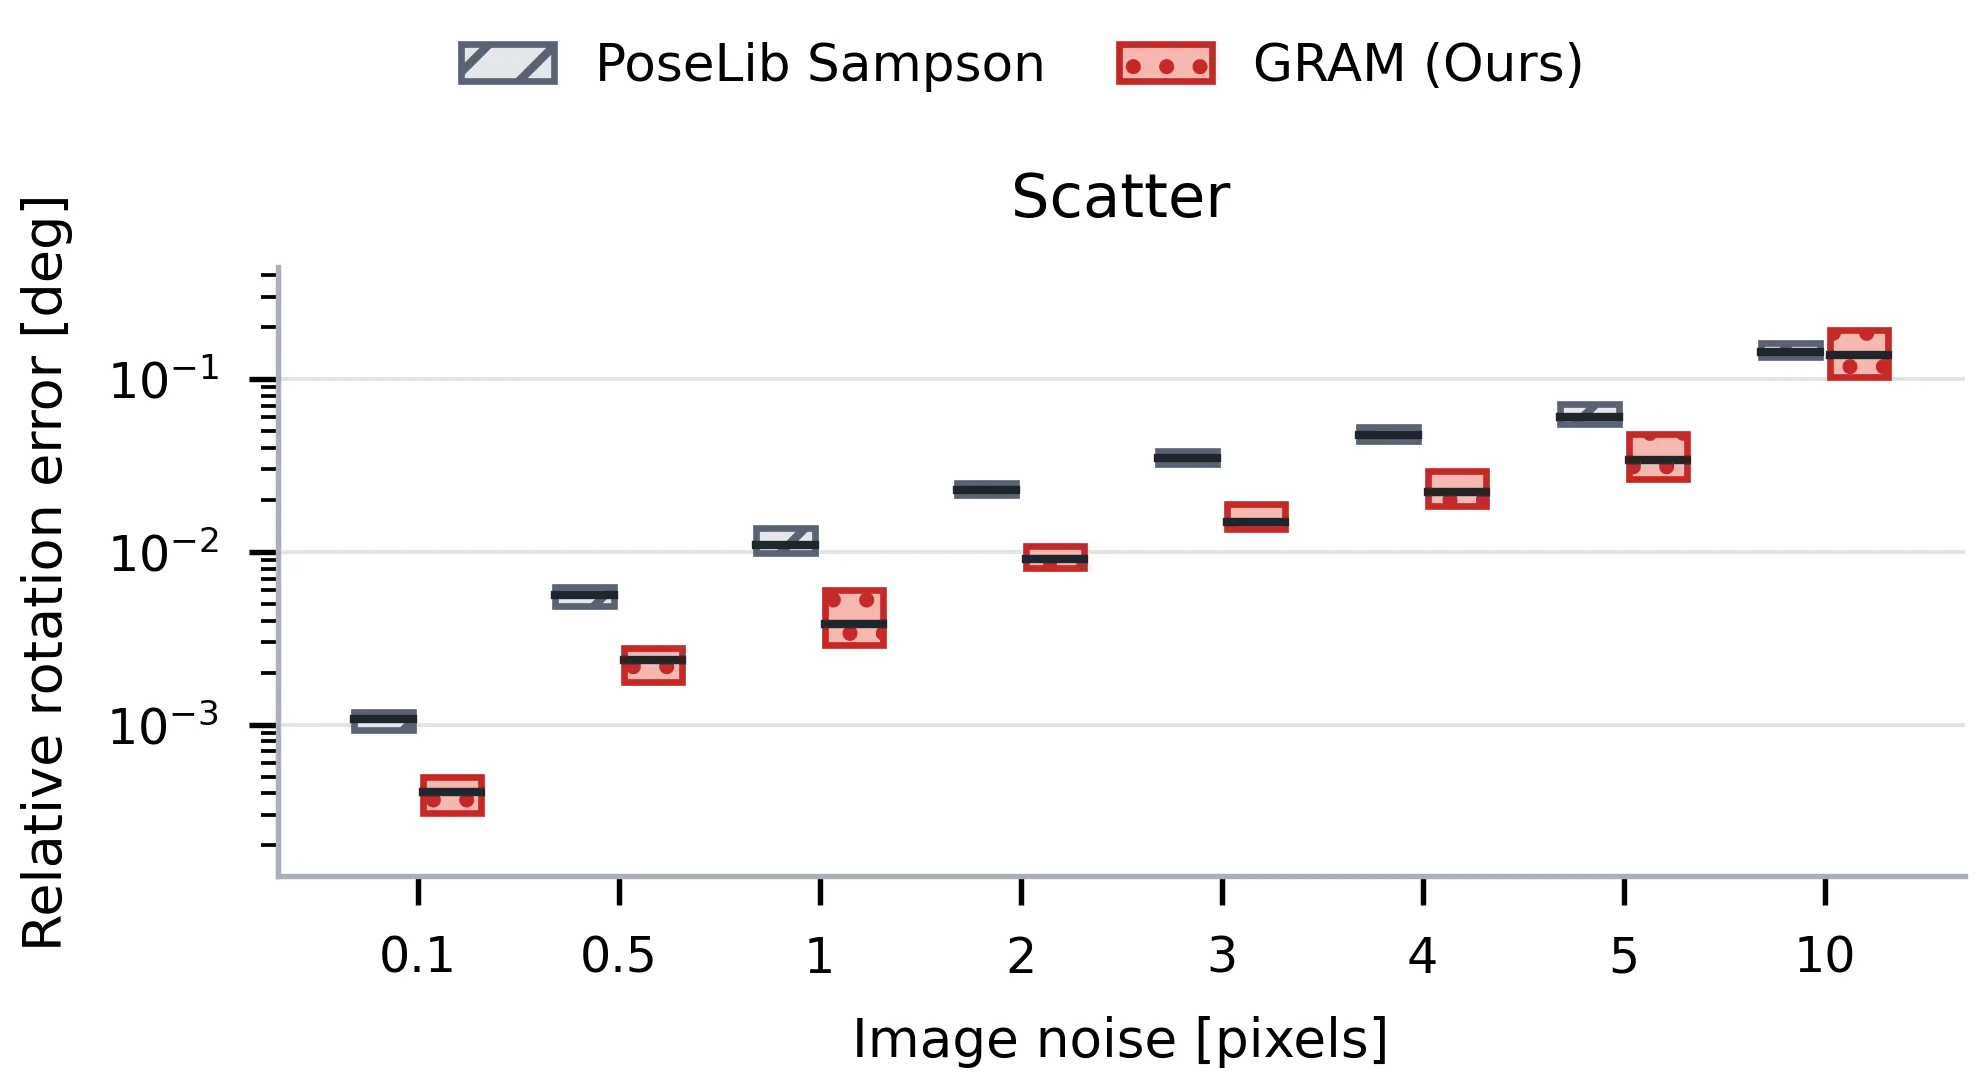 PoseLib Sampson GRAM (Ours)
Scatter
Relative rotation error [deg]
10⁻¹
10⁻²
10⁻³
0.1 0.5 1 2 3 4 5 10
Image noise [pixels]